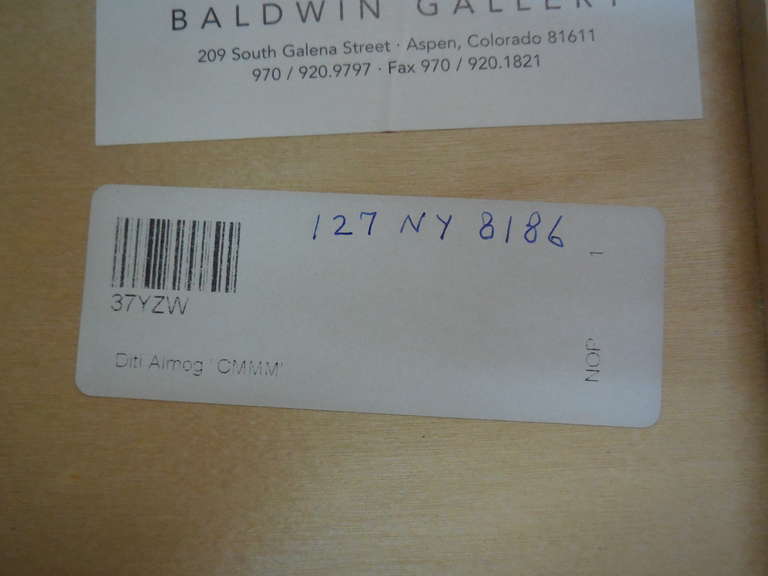 BALDWIN GALLERY
209 South Galena Street · Aspen, Colorado 81611
970 / 920.9797 · Fax 970 / 920.1821
127 NY 8186
37YZW
Diti Almog 'CMMM'
NOP 1